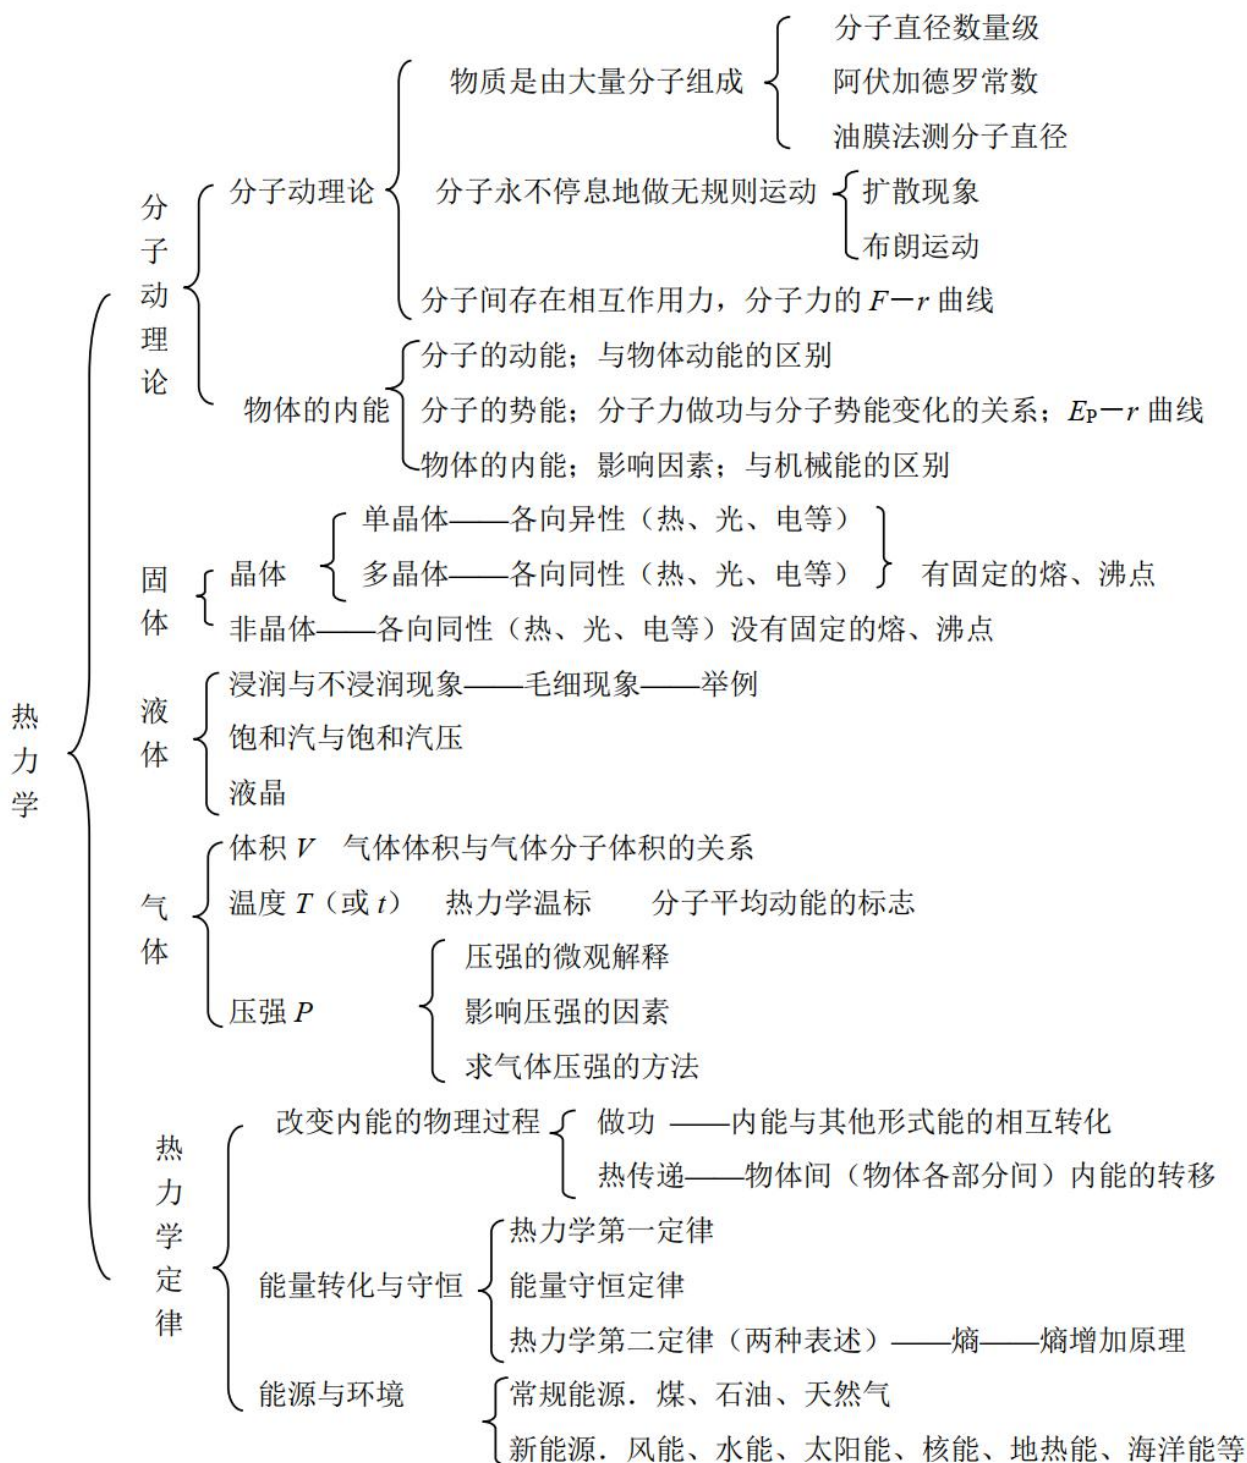 分子直径数量级
物质是由大量分子组成
阿伏加德罗常数
油膜法测分子直径
分子动理论
分子动理论
分子永不停息地做无规则运动
扩散现象
布朗运动
分子间存在相互作用力，分子力的 F－r 曲线
物体的内能
分子的动能；与物体动能的区别
分子的势能；分子力做功与分子势能变化的关系；EP－r 曲线
物体的内能；影响因素；与机械能的区别
固体
晶体
单晶体——各向异性（热、光、电等）
多晶体——各向同性（热、光、电等）
有固定的熔、沸点
非晶体——各向同性（热、光、电等）没有固定的熔、沸点
热力学
液体
浸润与不浸润现象——毛细现象——举例
饱和汽与饱和汽压
液晶
气体
体积 V 气体体积与气体分子体积的关系
温度 T（或 t） 热力学温标 分子平均动能的标志
压强 P
压强的微观解释
影响压强的因素
求气体压强的方法
热力学定律
改变内能的物理过程
做功 ——内能与其他形式能的相互转化
热传递——物体间（物体各部分间）内能的转移
能量转化与守恒
热力学第一定律
能量守恒定律
热力学第二定律（两种表述）——熵——熵增加原理
能源与环境
常规能源．煤、石油、天然气
新能源．风能、水能、太阳能、核能、地热能、海洋能等